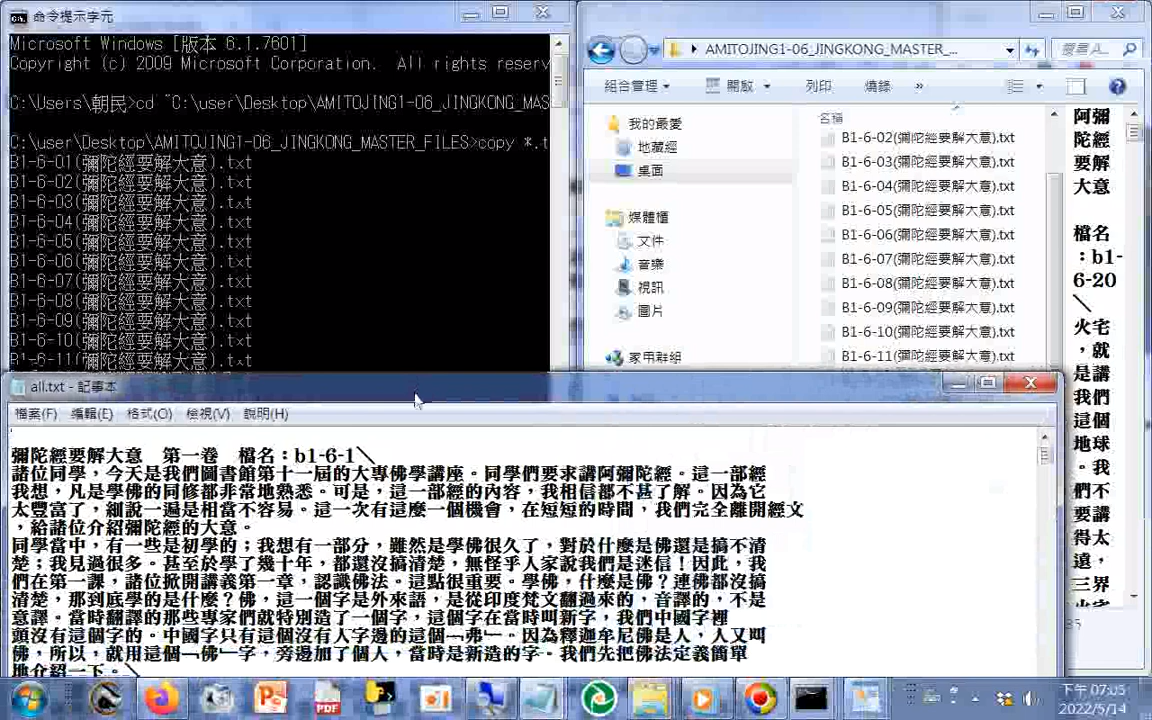 命令提示字元
Microsoft Windows [版本 6.1.7601]
Copyright (c) 2009 Microsoft Corporation.  All rights reserv
C:\Users\朝民>cd "C:\user\Desktop\AMITOJING1-06_JINGKONG_MAS
C:\user\Desktop\AMITOJING1-06_JINGKONG_MASTER_FILES>copy *.t
B1-6-01(彌陀經要解大意).txt
B1-6-02(彌陀經要解大意).txt
B1-6-03(彌陀經要解大意).txt
B1-6-04(彌陀經要解大意).txt
B1-6-05(彌陀經要解大意).txt
B1-6-06(彌陀經要解大意).txt
B1-6-07(彌陀經要解大意).txt
B1-6-08(彌陀經要解大意).txt
B1-6-09(彌陀經要解大意).txt
B1-6-10(彌陀經要解大意).txt
B1-6-11(彌陀經要解大意).txt
AMITOJING1-06_JINGKONG_MASTER_...
搜尋 A...
組合管理 開啟 列印 燒錄 »
我的最愛
地藏經
桌面
媒體櫃
文件
音樂
視訊
圖片
家用群組
名稱
B1-6-02(彌陀經要解大意).txt
B1-6-03(彌陀經要解大意).txt
B1-6-04(彌陀經要解大意).txt
B1-6-05(彌陀經要解大意).txt
B1-6-06(彌陀經要解大意).txt
B1-6-07(彌陀經要解大意).txt
B1-6-08(彌陀經要解大意).txt
B1-6-09(彌陀經要解大意).txt
B1-6-10(彌陀經要解大意).txt
B1-6-11(彌陀經要解大意).txt
阿彌
陀經
要解
大意
檔名
：b1-
6-20
＼
火宅
，就
是講
我們
這個
地球
。我
們不
要講
得太
遠，
三界
all.txt - 記事本
檔案(F) 編輯(E) 格式(O) 檢視(V) 說明(H)
彌陀經要解大意　第一卷　檔名：b1-6-1＼
諸位同學，今天是我們圖書館第十一屆的大專佛學講座。同學們要求講阿彌陀經。這一部經
我想，凡是學佛的同修都非常地熟悉。可是，這一部經的內容，我相信都不甚了解。因為它
太豐富了，細說一遍是相當不容易。這一次有這麼一個機會，在短短的時間，我們完全離開經文
，給諸位介紹彌陀經的大意。
同學當中，有一些是初學的；我想有一部分，雖然是學佛很久了，對於什麼是佛還是搞不清
楚；我見過很多。甚至於學了幾十年，都還沒搞清楚，無怪乎人家說我們是迷信！因此，我
們在第一課，諸位掀開講義第一章，認識佛法。這點很重要。學佛，什麼是佛？連佛都沒搞
清楚，那到底學的是什麼？佛，這一個字是外來語，是從印度梵文翻過來的，音譯的，不是
意譯。當時翻譯的那些專家們就特別造了一個字，這個字在當時叫新字，我們中國字裡
頭沒有這個字的。中國字只有這個沒有人字邊的這個﹁弗﹂。因為釋迦牟尼佛是人，人又叫
佛，所以，就用這個﹁佛﹂字，旁邊加了個人，當時是新造的字。我們先把佛法定義簡單
地介紹一下。＼
下午 07:05
2022/5/14